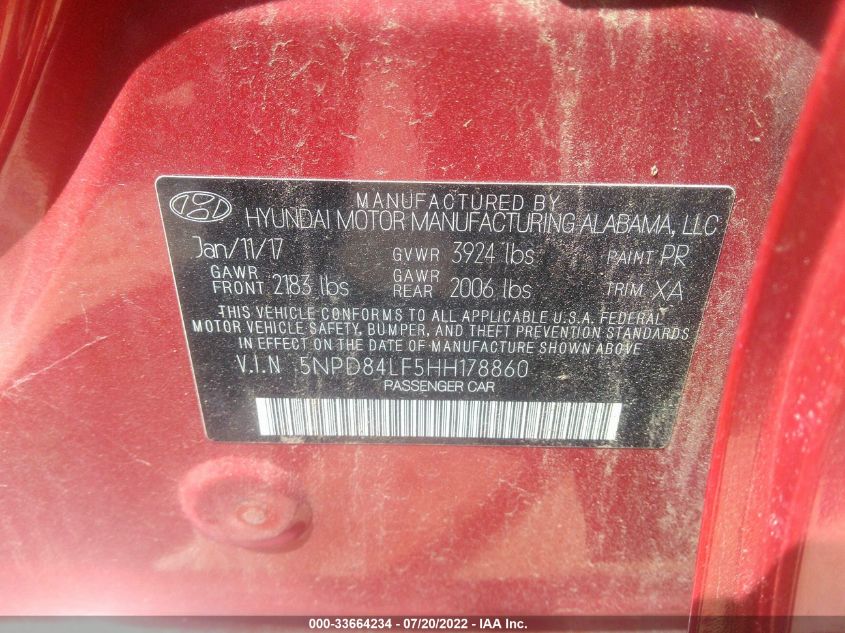 MANUFACTURED BY
HYUNDAI MOTOR MANUFACTURING ALABAMA, LLC
Jan/11/17 GVWR 3924 lbs PAINT PR
GAWR FRONT 2183 lbs GAWR REAR 2006 lbs TRIM XA
THIS VEHICLE CONFORMS TO ALL APPLICABLE U.S.A. FEDERAL
MOTOR VEHICLE SAFETY, BUMPER, AND THEFT PREVENTION STANDARDS
IN EFFECT ON THE DATE OF MANUFACTURE SHOWN ABOVE
V.I.N 5NPD84LF5HH178860
PASSENGER CAR
000-33664234 - 07/20/2022 - IAA Inc.